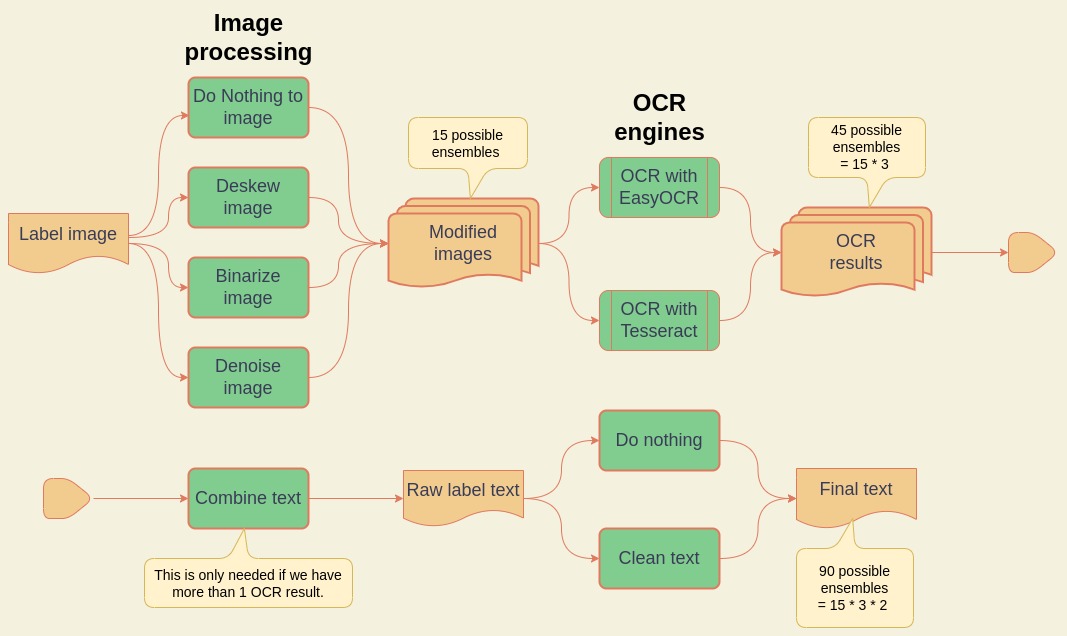 Image
processing
Do Nothing to
image
Deskew
image
Label image
Binarize
image
Denoise
image
15 possible
ensembles
Modified
images
OCR
engines
OCR with
EasyOCR
OCR with
Tesseract
45 possible
ensembles
= 15 * 3
OCR
results
Combine text
This is only needed if we have
more than 1 OCR result.
Raw label text
Do nothing
Clean text
Final text
90 possible
ensembles
= 15 * 3 * 2